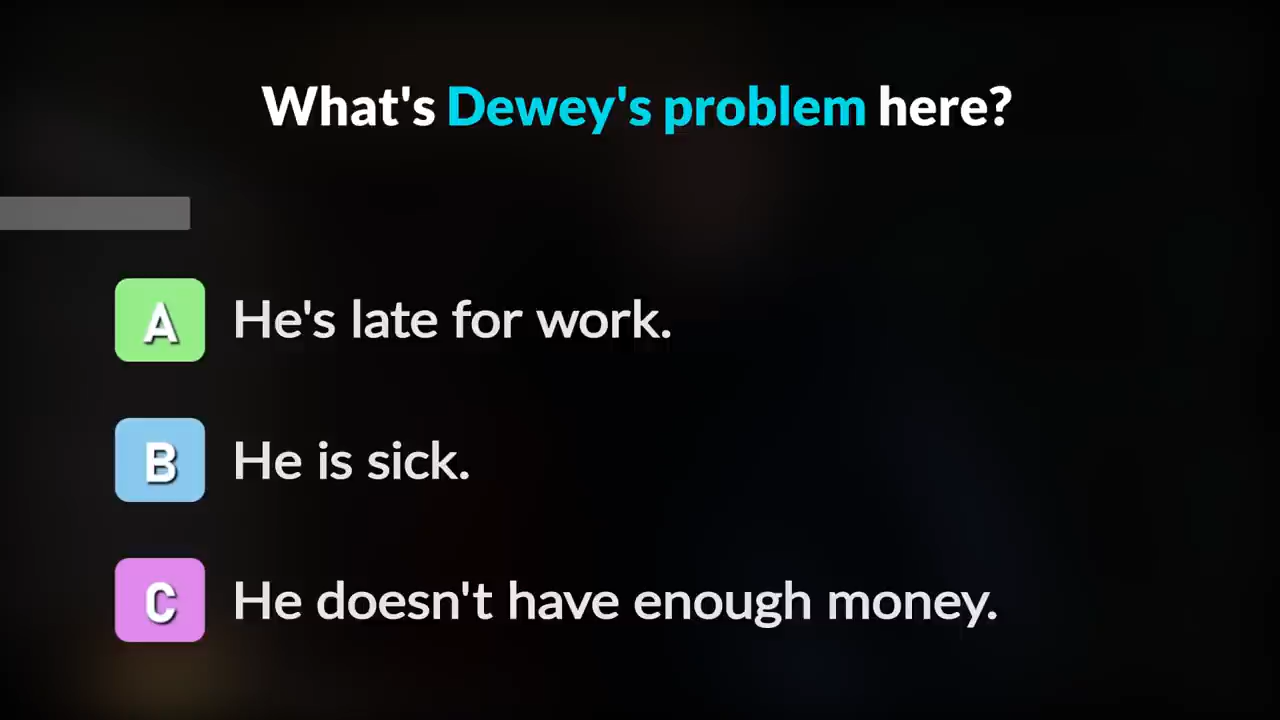 What's Dewey's problem here?
A He's late for work.
B He is sick.
C He doesn't have enough money.